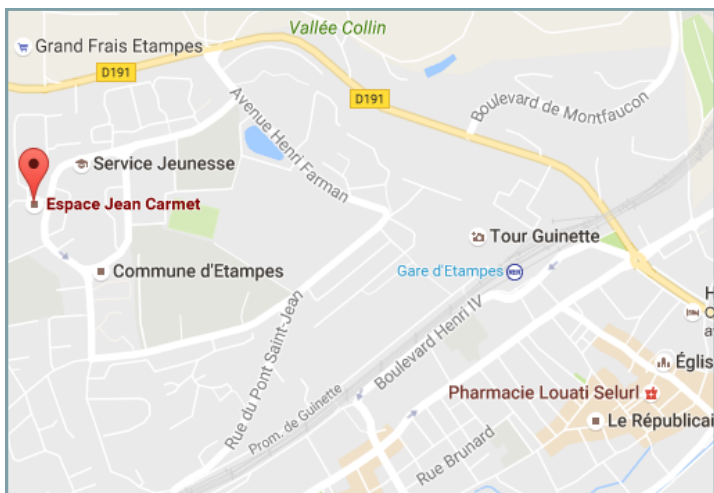 Vallée Collin
Grand Frais Etampes
D191
D191
Avenue Henri Farman
Boulevard de Montfaucon
Service Jeunesse
Espace Jean Carmet
Tour Guinette
Commune d'Etampes
Gare d'Etampes
RER
H
O
a
Boulevard Henri IV
Rue du Pont Saint-Jean
Églis
Prom. de Guinette
Pharmacie Louati Selurl
Le Républicai
Rue Brunard